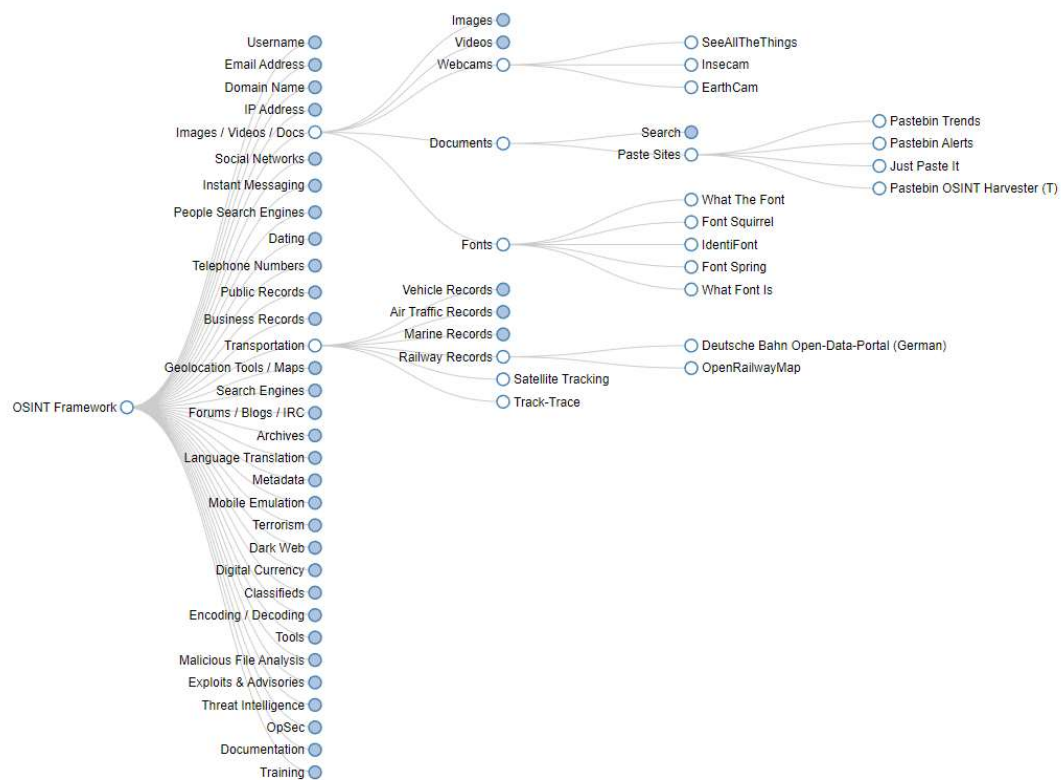 OSINT Framework
Username
Email Address
Domain Name
IP Address
Images / Videos / Docs
Social Networks
Instant Messaging
People Search Engines
Dating
Telephone Numbers
Public Records
Business Records
Transportation
Geolocation Tools / Maps
Search Engines
Forums / Blogs / IRC
Archives
Language Translation
Metadata
Mobile Emulation
Terrorism
Dark Web
Digital Currency
Classifieds
Encoding / Decoding
Tools
Malicious File Analysis
Exploits & Advisories
Threat Intelligence
OpSec
Documentation
Training
Images
Videos
Webcams
Documents
Fonts
Vehicle Records
Air Traffic Records
Marine Records
Railway Records
Satellite Tracking
Track-Trace
SeeAllTheThings
Insecam
EarthCam
Search
Paste Sites
What The Font
Font Squirrel
IdentiFont
Font Spring
What Font Is
Deutsche Bahn Open-Data-Portal (German)
OpenRailwayMap
Pastebin Trends
Pastebin Alerts
Just Paste It
Pastebin OSINT Harvester (T)